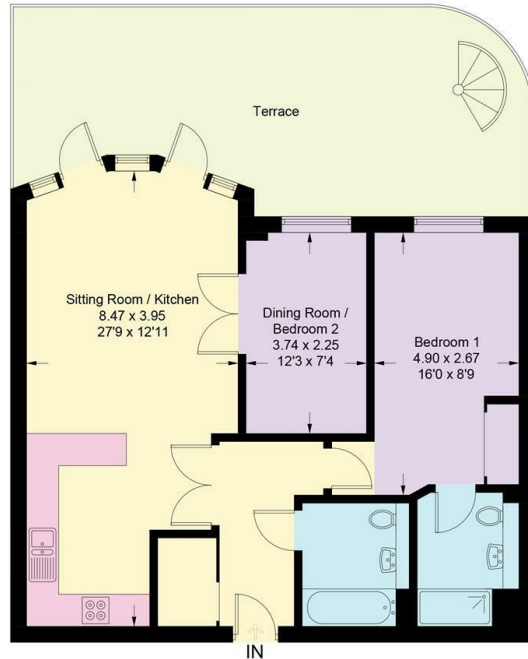 Terrace
Sitting Room / Kitchen
8.47 x 3.95
27'9 x 12'11
Dining Room /
Bedroom 2
3.74 x 2.25
12'3 x 7'4
Bedroom 1
4.90 x 2.67
16'0 x 8'9
IN